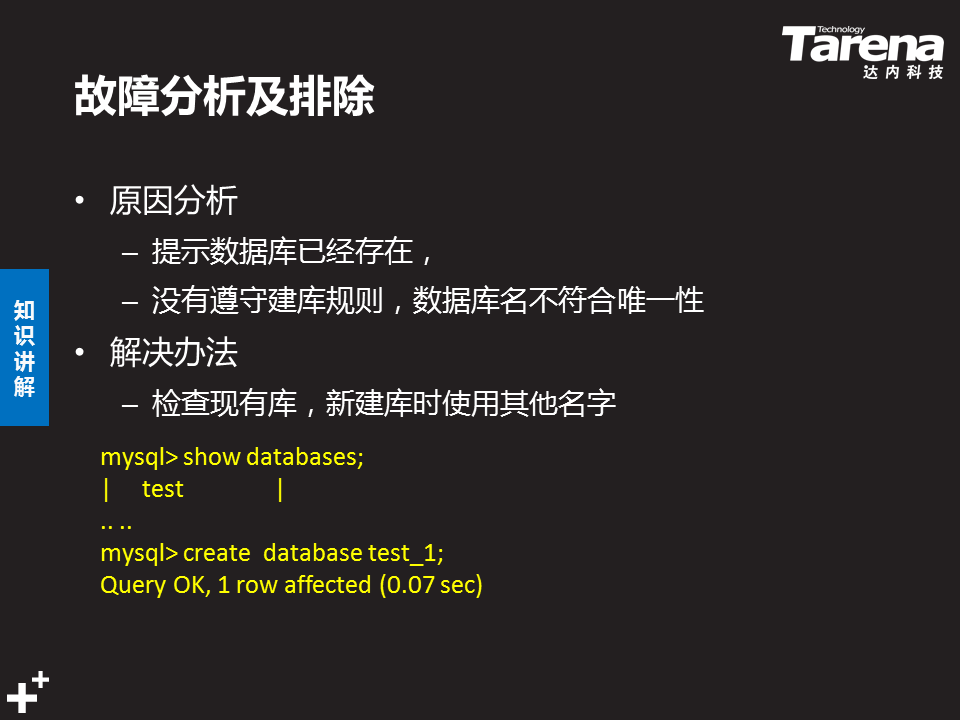 Technology
Tarena
达内科技
故障分析及排除
• 原因分析
– 提示数据库已经存在，
– 没有遵守建库规则，数据库名不符合唯一性
• 解决办法
– 检查现有库，新建库时使用其他名字
知识讲解
mysql> show databases;
| test |
.. ..
mysql> create database test_1;
Query OK, 1 row affected (0.07 sec)